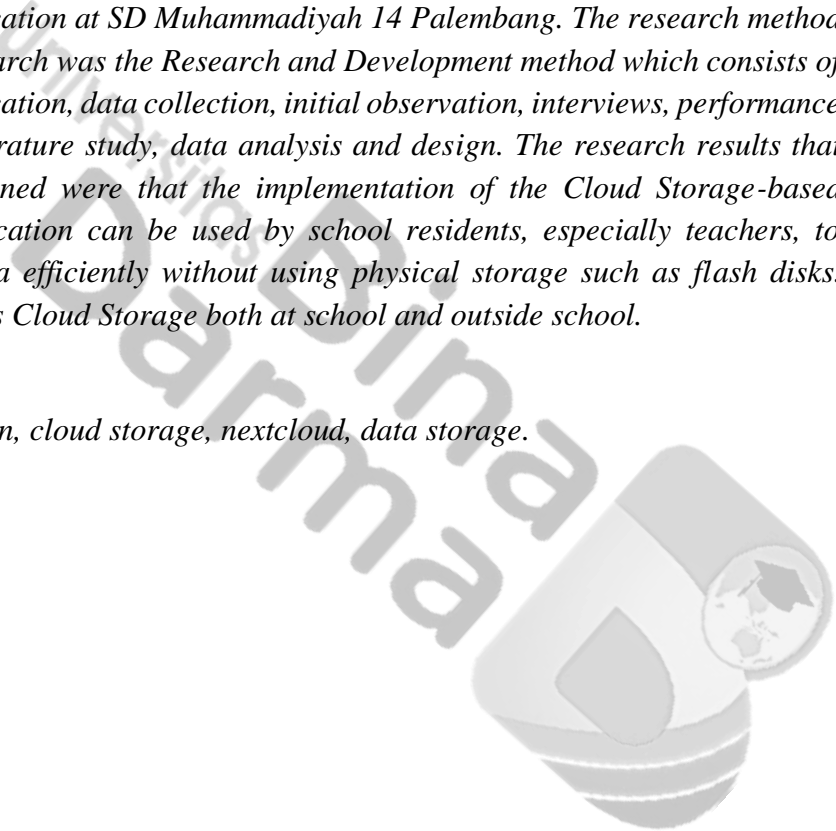 ation at SD Muhammadiyah 14 Palembang. The research method
arch was the Research and Development method which consists of
ation, data collection, initial observation, interviews, performance
rature study, data analysis and design. The research results that
ned were that the implementation of the Cloud Storage-based
cation can be used by school residents, especially teachers, to
a efficiently without using physical storage such as flash disks.
s Cloud Storage both at school and outside school.
n, cloud storage, nextcloud, data storage.
Universitas
Bina
Darma